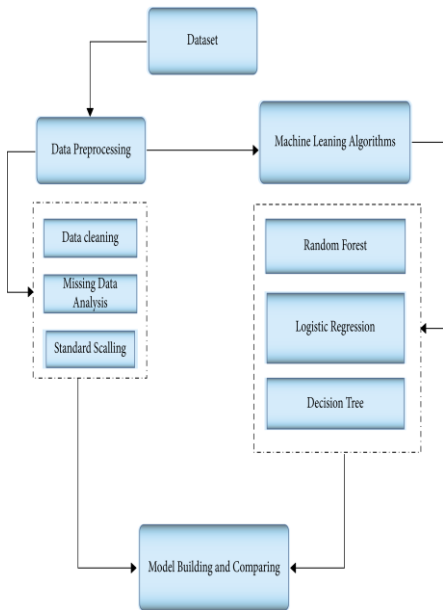 Dataset
Data Preprocessing
Machine Leaning Algorithms
Data cleaning
Missing Data
Analysis
Standard Scalling
Random Forest
Logistic Regression
Decision Tree
Model Building and Comparing